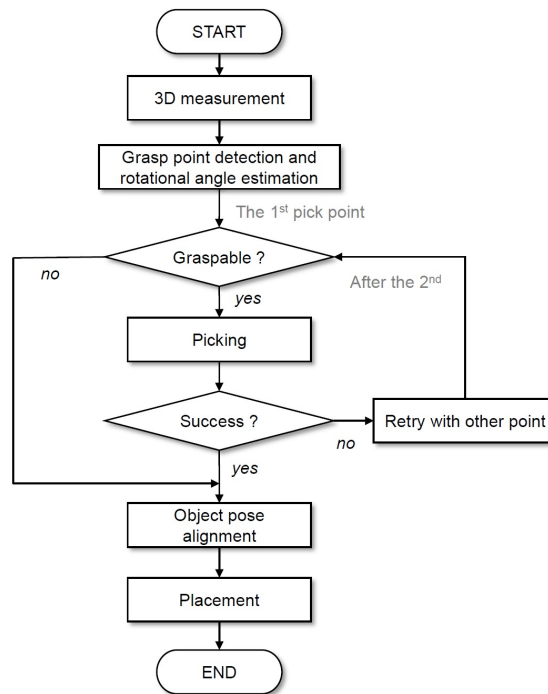 START
3D measurement
Grasp point detection and
rotational angle estimation
The 1st pick point
Graspable ?
no
After the 2nd
yes
Picking
Success ?
Retry with other point
no
yes
Object pose
alignment
Placement
END